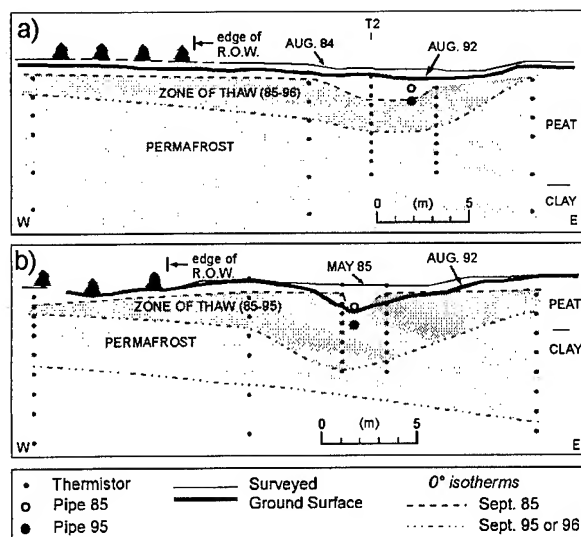 a)
T2
edge of
R.O.W.
AUG. 84
AUG. 92
ZONE OF THAW (85-96)
PERMAFROST
PEAT
CLAY
0 (m) 5
W
E
b)
edge of
R.O.W.
MAY 85
AUG. 92
ZONE OF THAW (85-95)
PERMAFROST
PEAT
CLAY
0 (m) 5
W
E
Thermistor
Pipe 85
Pipe 95
Surveyed
Ground Surface
0° isotherms
Sept. 85
Sept. 95 or 96